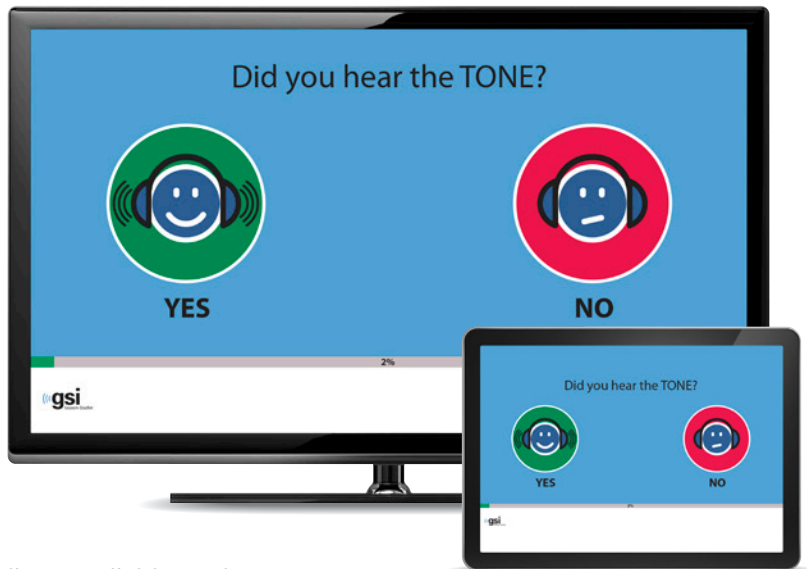 Did you hear the TONE?
YES
NO
2%
gsi
Did you hear the TONE?
YES
NO
gsi